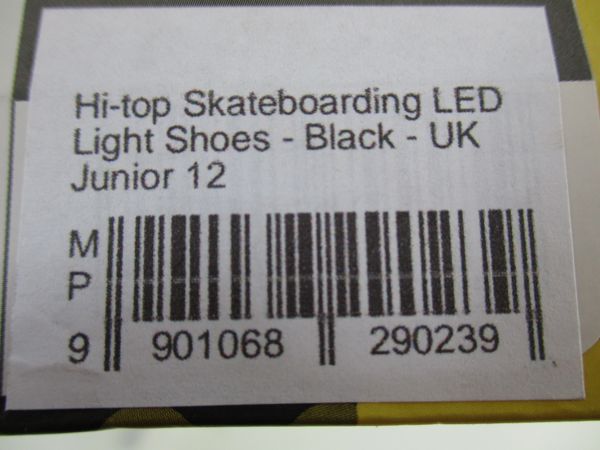 Hi-top Skateboarding LED
Light Shoes - Black - UK
Junior 12
M
P
9 901068 290239